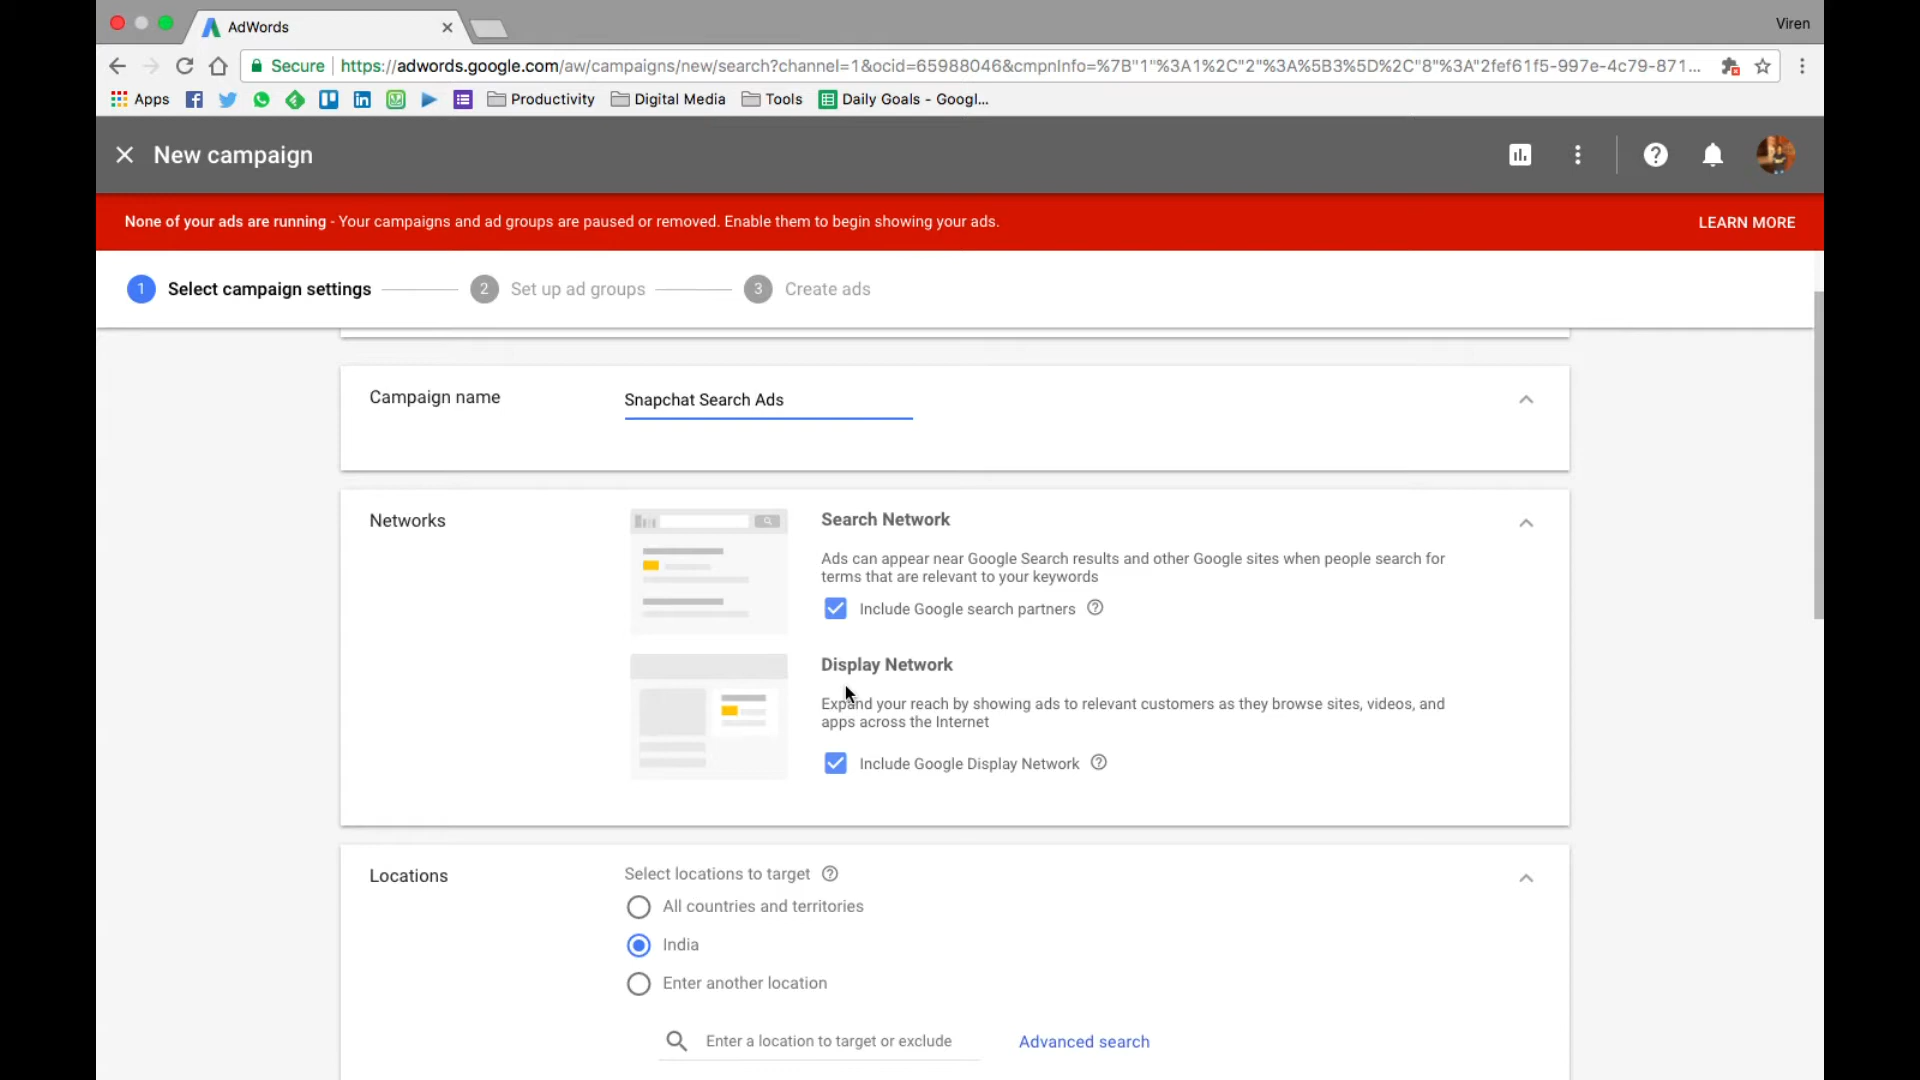 AdWords
Viren
Secure https://adwords.google.com/aw/campaigns/new/search?channel=1&ocid=65988046&cmpnInfo=%7B"1"%3A1%2C"2"%3A%5B3%5D%2C"8"%3A"2fef61f5-997e-4c79-871...
Apps Productivity Digital Media Tools Daily Goals - Googl...
New campaign
None of your ads are running - Your campaigns and ad groups are paused or removed. Enable them to begin showing your ads. LEARN MORE
1 Select campaign settings 2 Set up ad groups 3 Create ads
Campaign name Snapchat Search Ads
Networks Search Network
Ads can appear near Google Search results and other Google sites when people search for
terms that are relevant to your keywords
Include Google search partners
Display Network
Expand your reach by showing ads to relevant customers as they browse sites, videos, and
apps across the Internet
Include Google Display Network
Locations Select locations to target
All countries and territories
India
Enter another location
Enter a location to target or exclude Advanced search